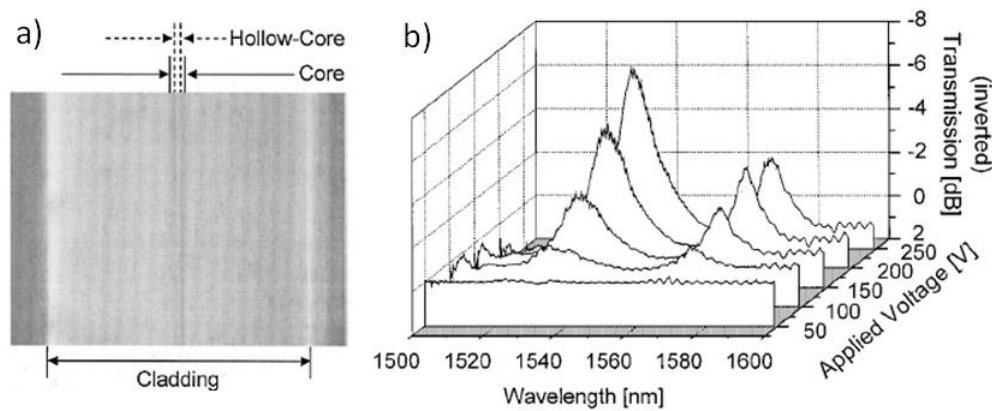 a)
Hollow-Core
Core
Cladding
b)
-8
-6
-4
-2
0
2
Transmission [dB]
(inverted)
250
200
150
100
50
Applied Voltage [V]
1500
1520
1540
1560
1580
1600
Wavelength [nm]